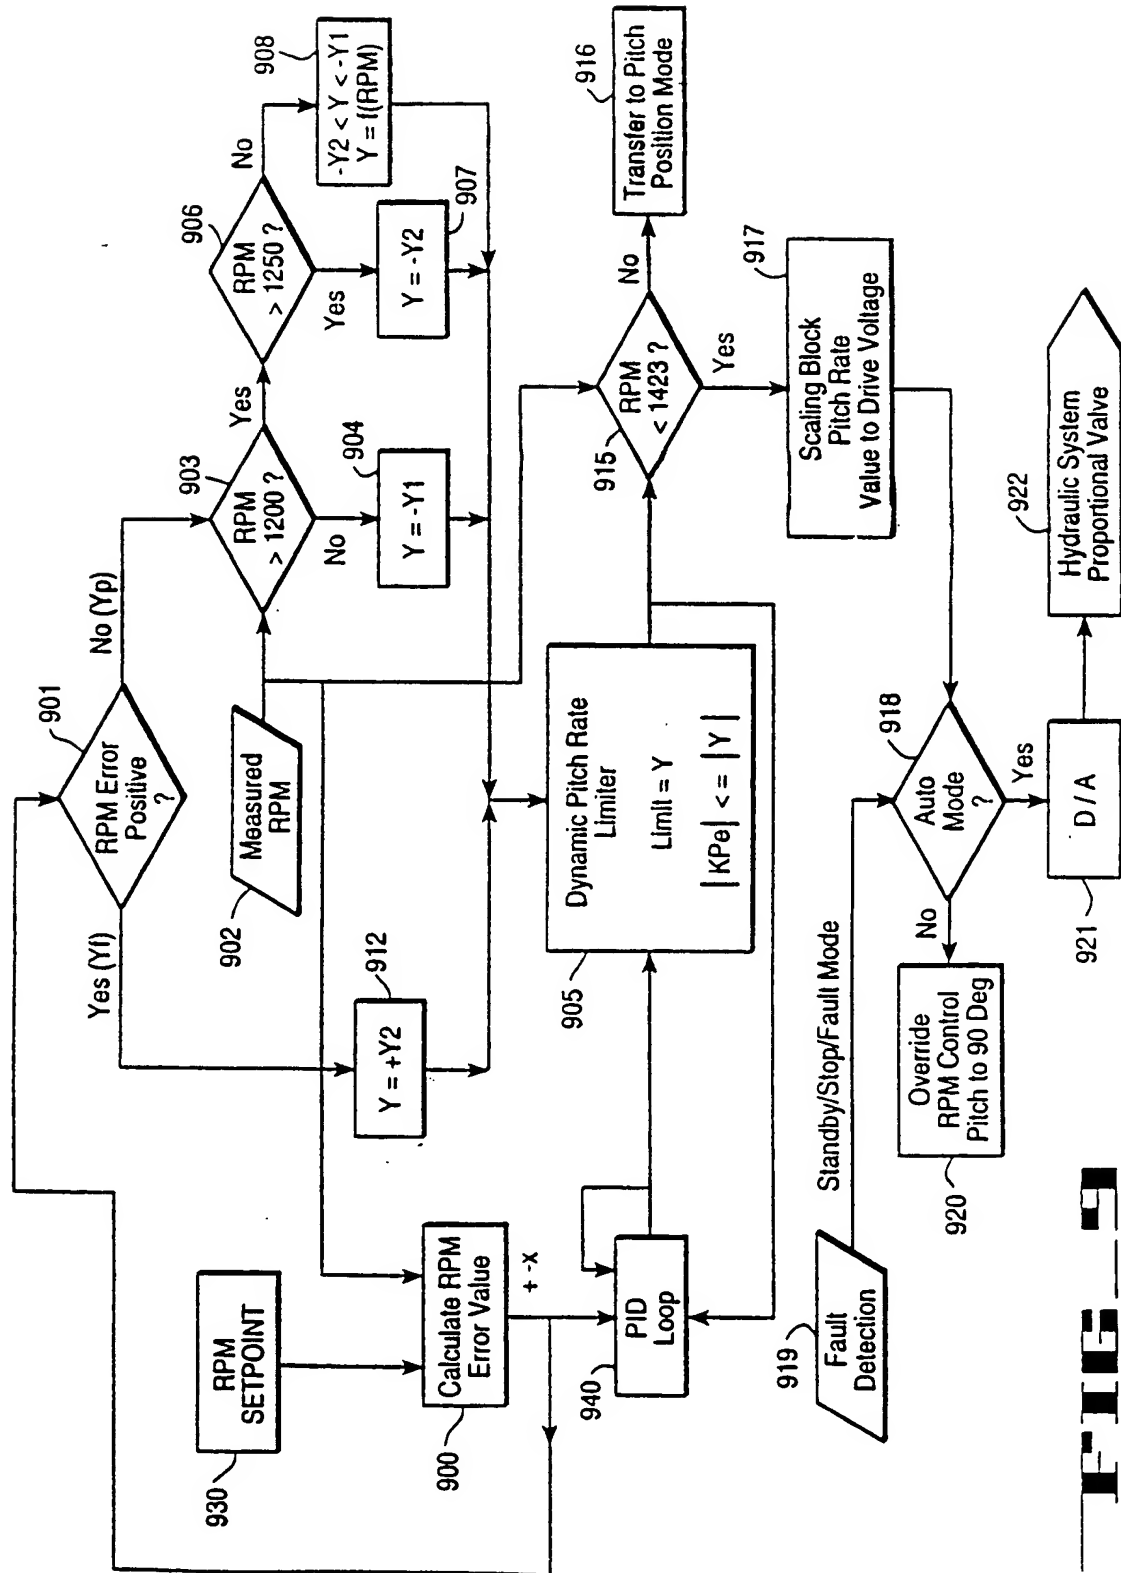 901
RPM Error
Positive
?
Yes (Yf)
No (Yp)
902
Measured
RPM
903
RPM
> 1200 ?
Yes
No
904
Y = -Y1
906
RPM
> 1250 ?
No
Yes
907
Y = -Y2
908
-Y2 < Y < -Y1
Y = f(RPM)
912
Y = +Y2
930
RPM
SETPOINT
900
Calculate RPM
Error Value
+ -x
940
PID
Loop
905
Dynamic Pitch Rate
Limiter
Limit = Y
|KPe| <= |Y|
915
RPM
< 1423 ?
No
Yes
916
Transfer to Pitch
Position Mode
917
Scaling Block
Pitch Rate
Value to Drive Voltage
919
Fault
Detection
Standby/Stop/Fault Mode
918
Auto
Mode
?
No
Yes
920
Override
RPM Control
Pitch to 90 Deg
921
D / A
922
Hydraulic System
Proportional Valve
FIG. 9